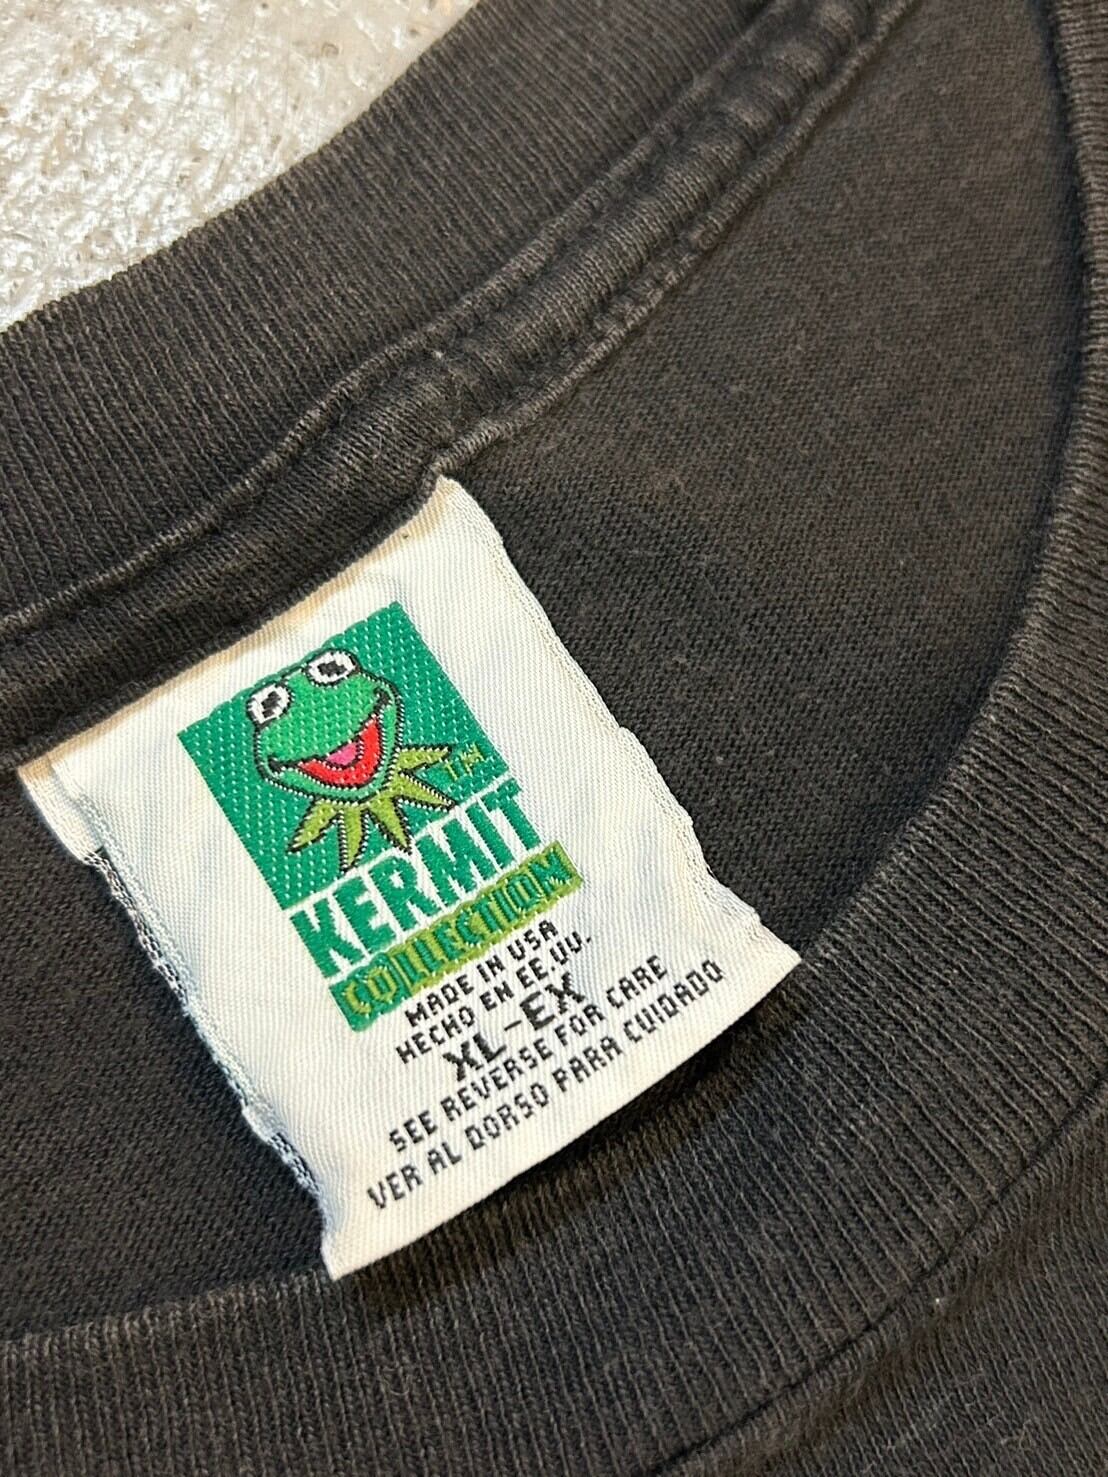 TM
KERMIT
COLLECTION
MADE IN USA
HECHO EN EE.UU.
XL-EX
SEE REVERSE FOR CARE
VER AL DORSO PARA CUIDADO